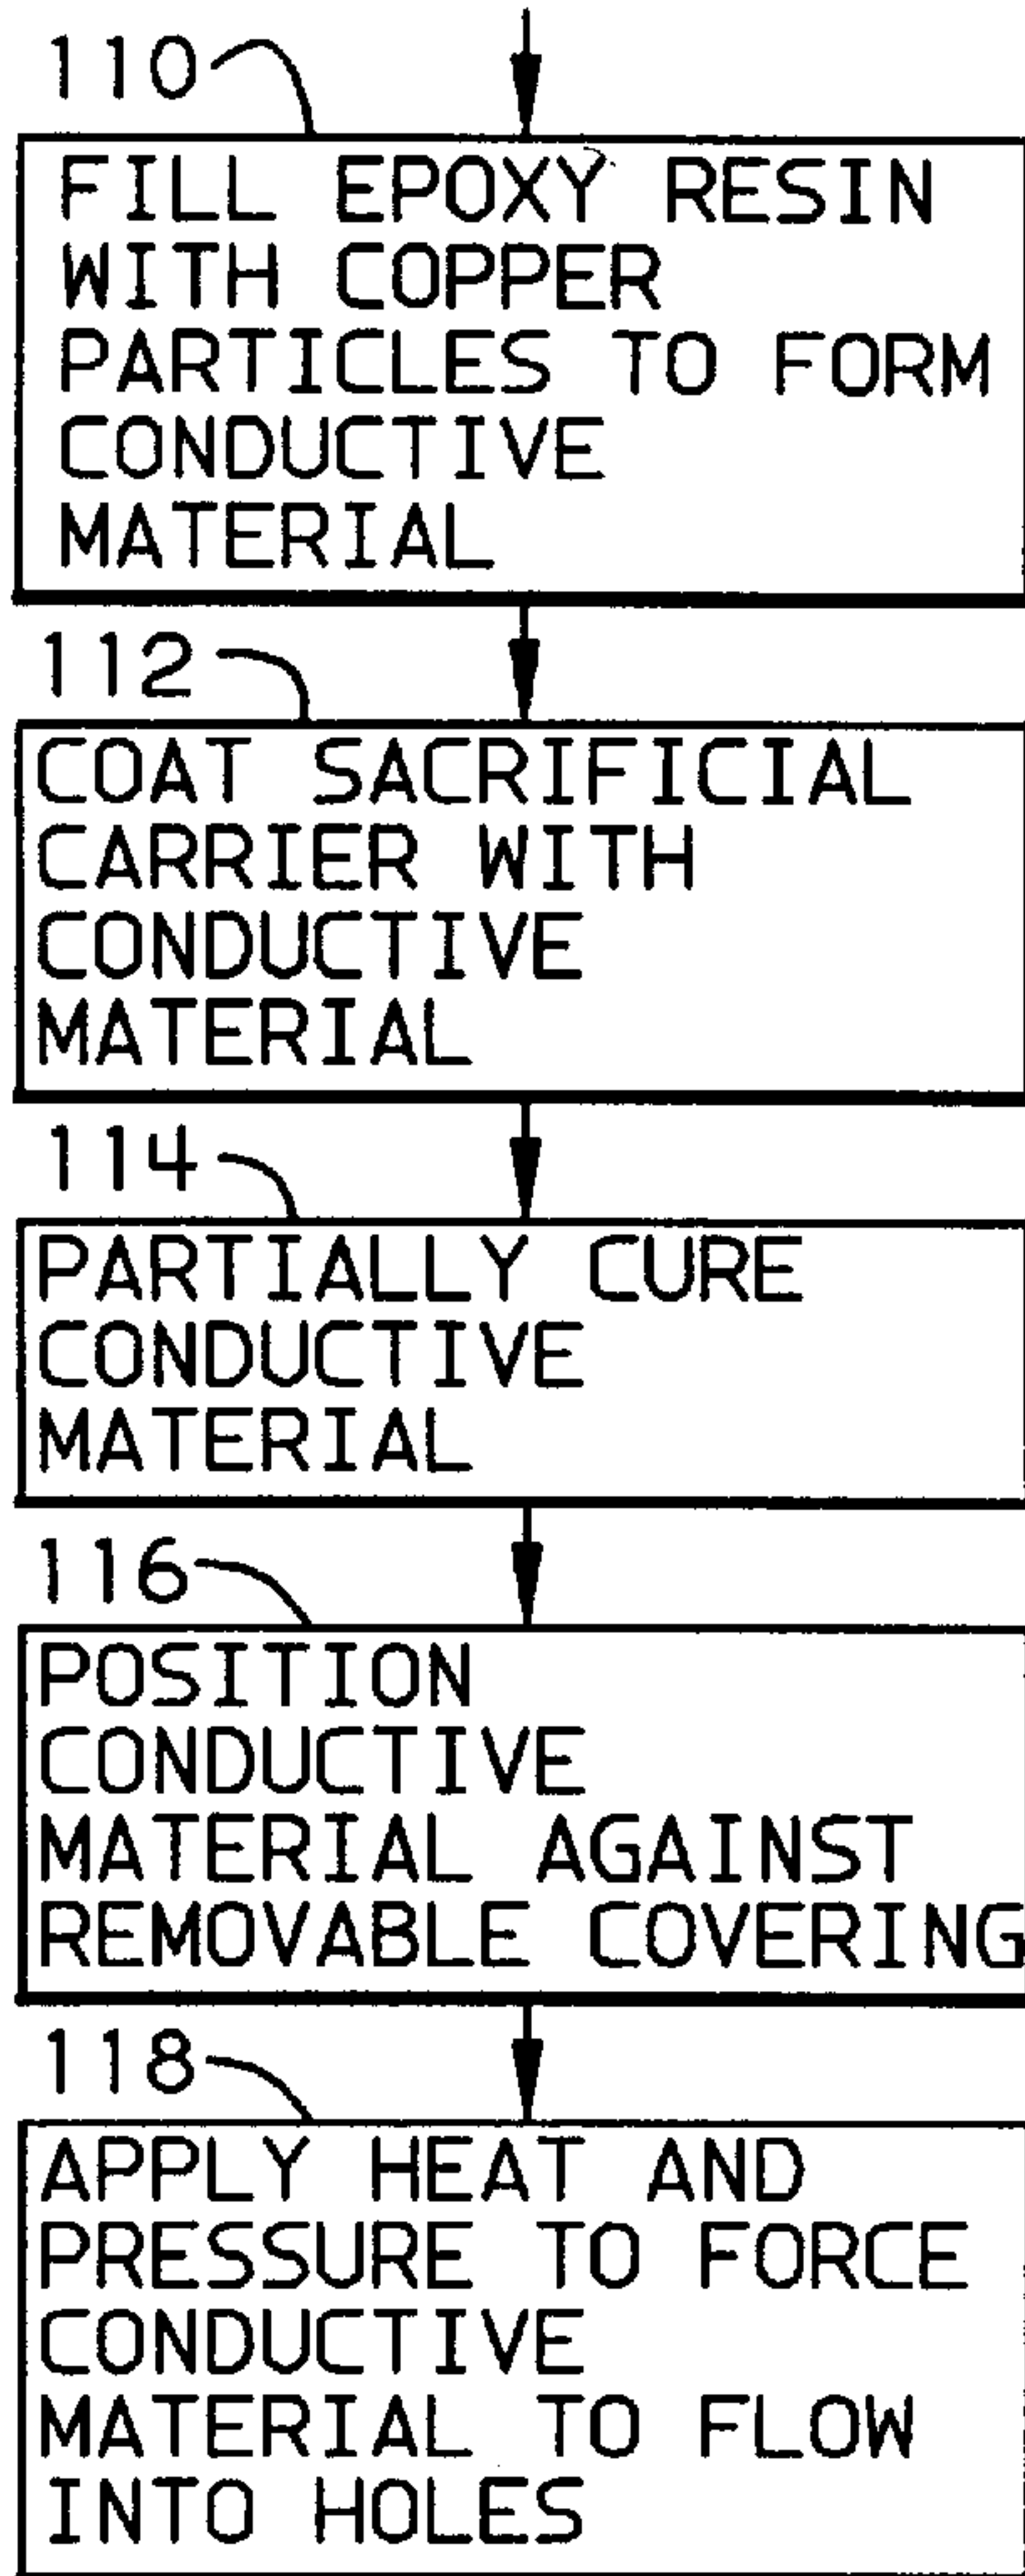 110
FILL EPOXY RESIN
WITH COPPER
PARTICLES TO FORM
CONDUCTIVE
MATERIAL
112
COAT SACRIFICIAL
CARRIER WITH
CONDUCTIVE
MATERIAL
114
PARTIALLY CURE
CONDUCTIVE
MATERIAL
116
POSITION
CONDUCTIVE
MATERIAL AGAINST
REMOVABLE COVERING
118
APPLY HEAT AND
PRESSURE TO FORCE
CONDUCTIVE
MATERIAL TO FLOW
INTO HOLES